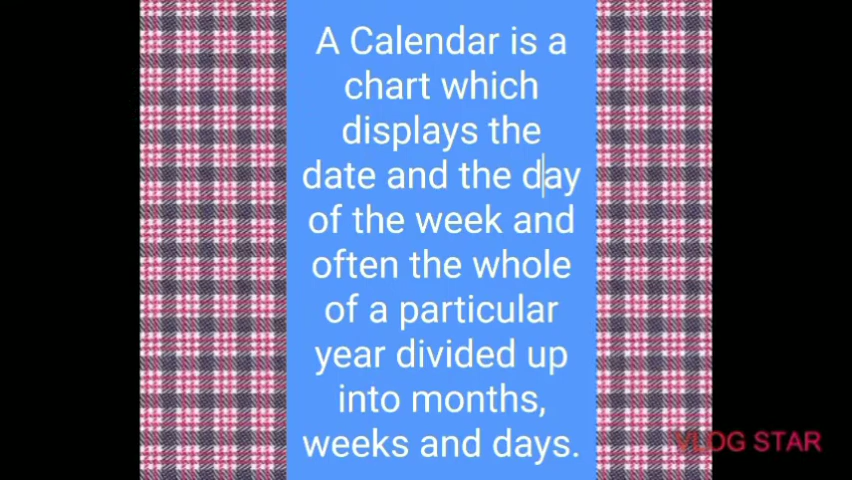 A Calendar is a
chart which
displays the
date and the day
of the week and
often the whole
of a particular
year divided up
into months,
weeks and days.
VLOG STAR